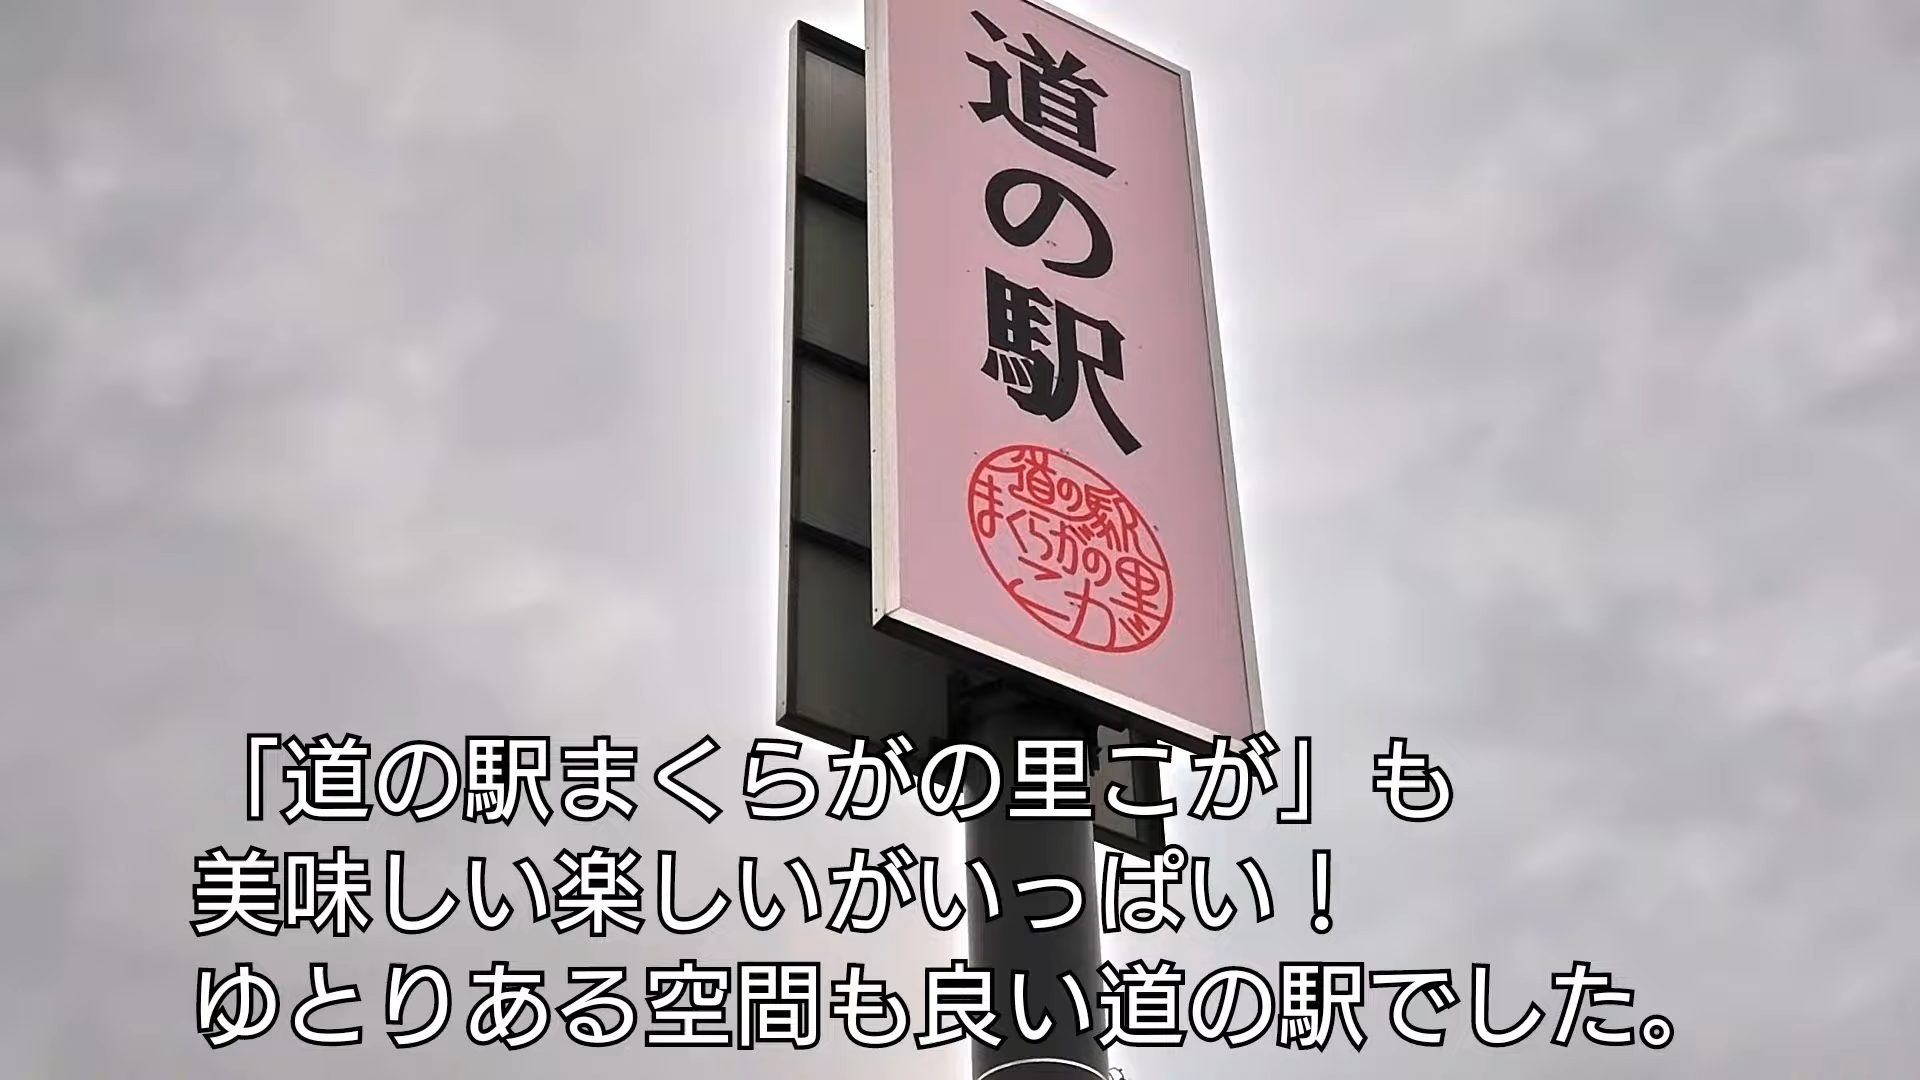 道の駅
道の駅
まくらがの里
こが
「道の駅まくらがの里こが」も
美味しい楽しいがいっぱい！
ゆとりある空間も良い道の駅でした。